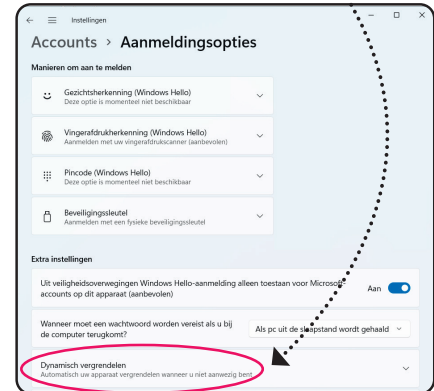 Instellingen
Accounts > Aanmeldingsopties
Manieren om aan te melden
Gezichtsherkenning (Windows Hello)
Deze optie is momenteel niet beschikbaar
Vingerafdrukherkenning (Windows Hello)
Aanmelden met uw vingerafdrukscanner (aanbevolen)
Pincode (Windows Hello)
Deze optie is momenteel niet beschikbaar
Beveiligingssleutel
Aanmelden met een fysieke beveiligingssleutel
Extra instellingen
Uit veiligheidsoverwegingen Windows Hello-aanmelding alleen toestaan voor Microsoft-
accounts op dit apparaat (aanbevolen)
Aan
Wanneer moet een wachtwoord worden vereist als u bij
de computer terugkomt?
Als pc uit de slaapstand wordt gehaald
Dynamisch vergrendelen
Automatisch uw apparaat vergrendelen wanneer u niet aanwezig bent